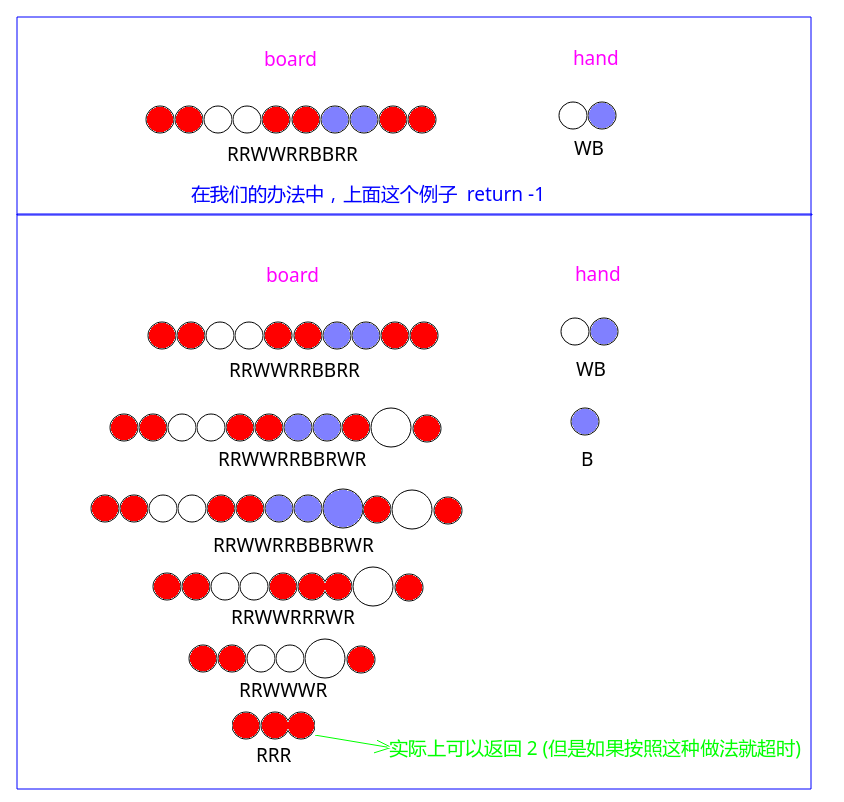 board hand
RRWWRRBBRR WB
在我们的办法中，上面这个例子 return -1
board hand
RRWWRRBBRR WB
RRWWRRBBRWR B
RRWWRRBBBRWR
RRWWRRRWR
RRWWWR
RRR
实际上可以返回 2 (但是如果按照这种做法就超时)